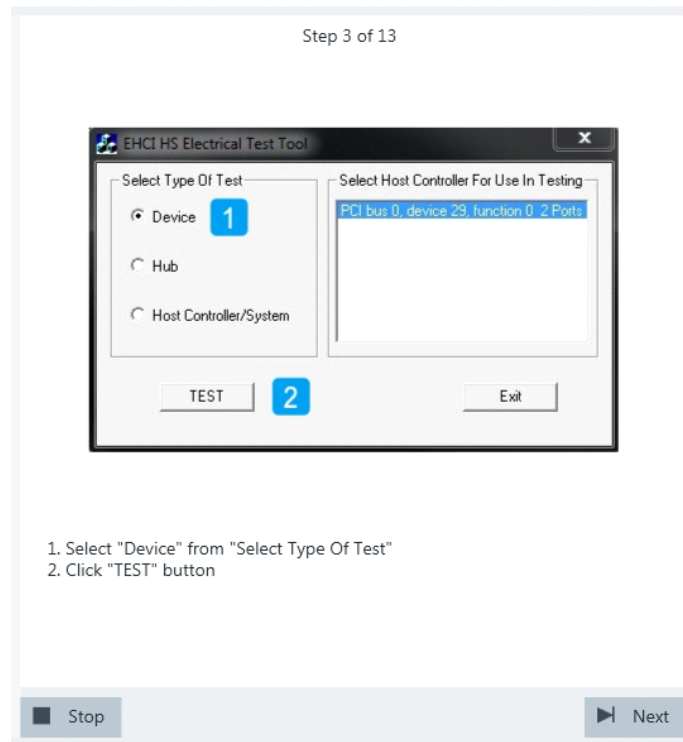 Step 3 of 13
EHCI HS Electrical Test Tool
x
Select Type Of Test
Select Host Controller For Use In Testing
Device
1
PCI bus 0, device 29, function 0 2 Ports
Hub
Host Controller/System
TEST
2
Exit
1. Select "Device" from "Select Type Of Test"
2. Click "TEST" button
Stop
Next